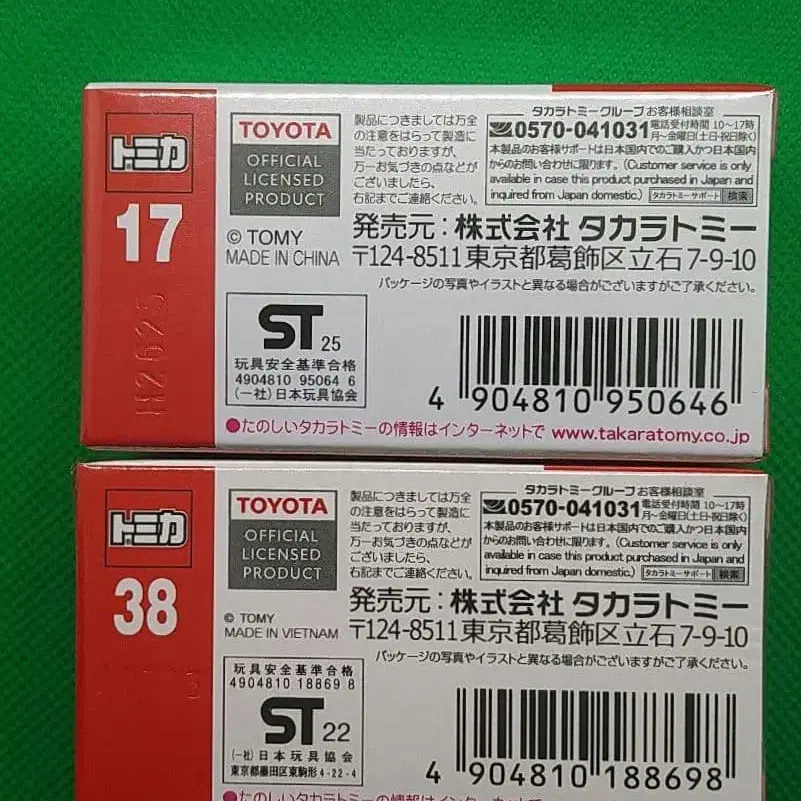 トミカ
17
H2625
TOYOTA
OFFICIAL
LICENSED
PRODUCT
© TOMY
MADE IN CHINA
製品につきましては万全
の注意をはらって製造に
当たっておりますが、
万一お気づきの点などが
ございましたら、
右記までご連絡ください。
タカラトミーグループお客様相談室
0570-041031 電話受付時間 10〜17時
月〜金曜日(土・日・祝日除く)
本製品のお客様サポートは日本国内でのご購入かつ日本国内
からのお問い合わせに限ります。(Customer service is only
available in case this product purchased in Japan and
inquired from Japan domestic.) タカラトミーサポート 検索
発売元:株式会社 タカラトミー
〒124-8511 東京都葛飾区立石7-9-10
パッケージの写真やイラストと異なる場合がございますがご了承ください。
ST 25
玩具安全基準合格
4904810 95064 6
(一社)日本玩具協会
4 904810 950646
●たのしいタカラトミーの情報はインターネットで www.takaratomy.co.jp
トミカ
38
TOYOTA
OFFICIAL
LICENSED
PRODUCT
© TOMY
MADE IN VIETNAM
製品につきましては万全
の注意をはらって製造に
当たっておりますが、
万一お気づきの点などが
ございましたら、
右記までご連絡ください。
タカラトミーグループお客様相談室
0570-041031 電話受付時間 10〜17時
月〜金曜日(土・日・祝日除く)
本製品のお客様サポートは日本国内でのご購入かつ日本国内
からのお問い合わせに限ります。(Customer service is only
available in case this product purchased in Japan and
inquired from Japan domestic.) タカラトミーサポート 検索
発売元:株式会社 タカラトミー
〒124-8511 東京都葛飾区立石7-9-10
パッケージの写真やイラストと異なる場合がございますがご了承ください。
玩具安全基準合格
4904810 18869 8
ST 22
(一社)日本玩具協会
東京都墨田区東駒形4-22-4
4 904810 188698
●たのしいタカラトミーの情報はインターネットで